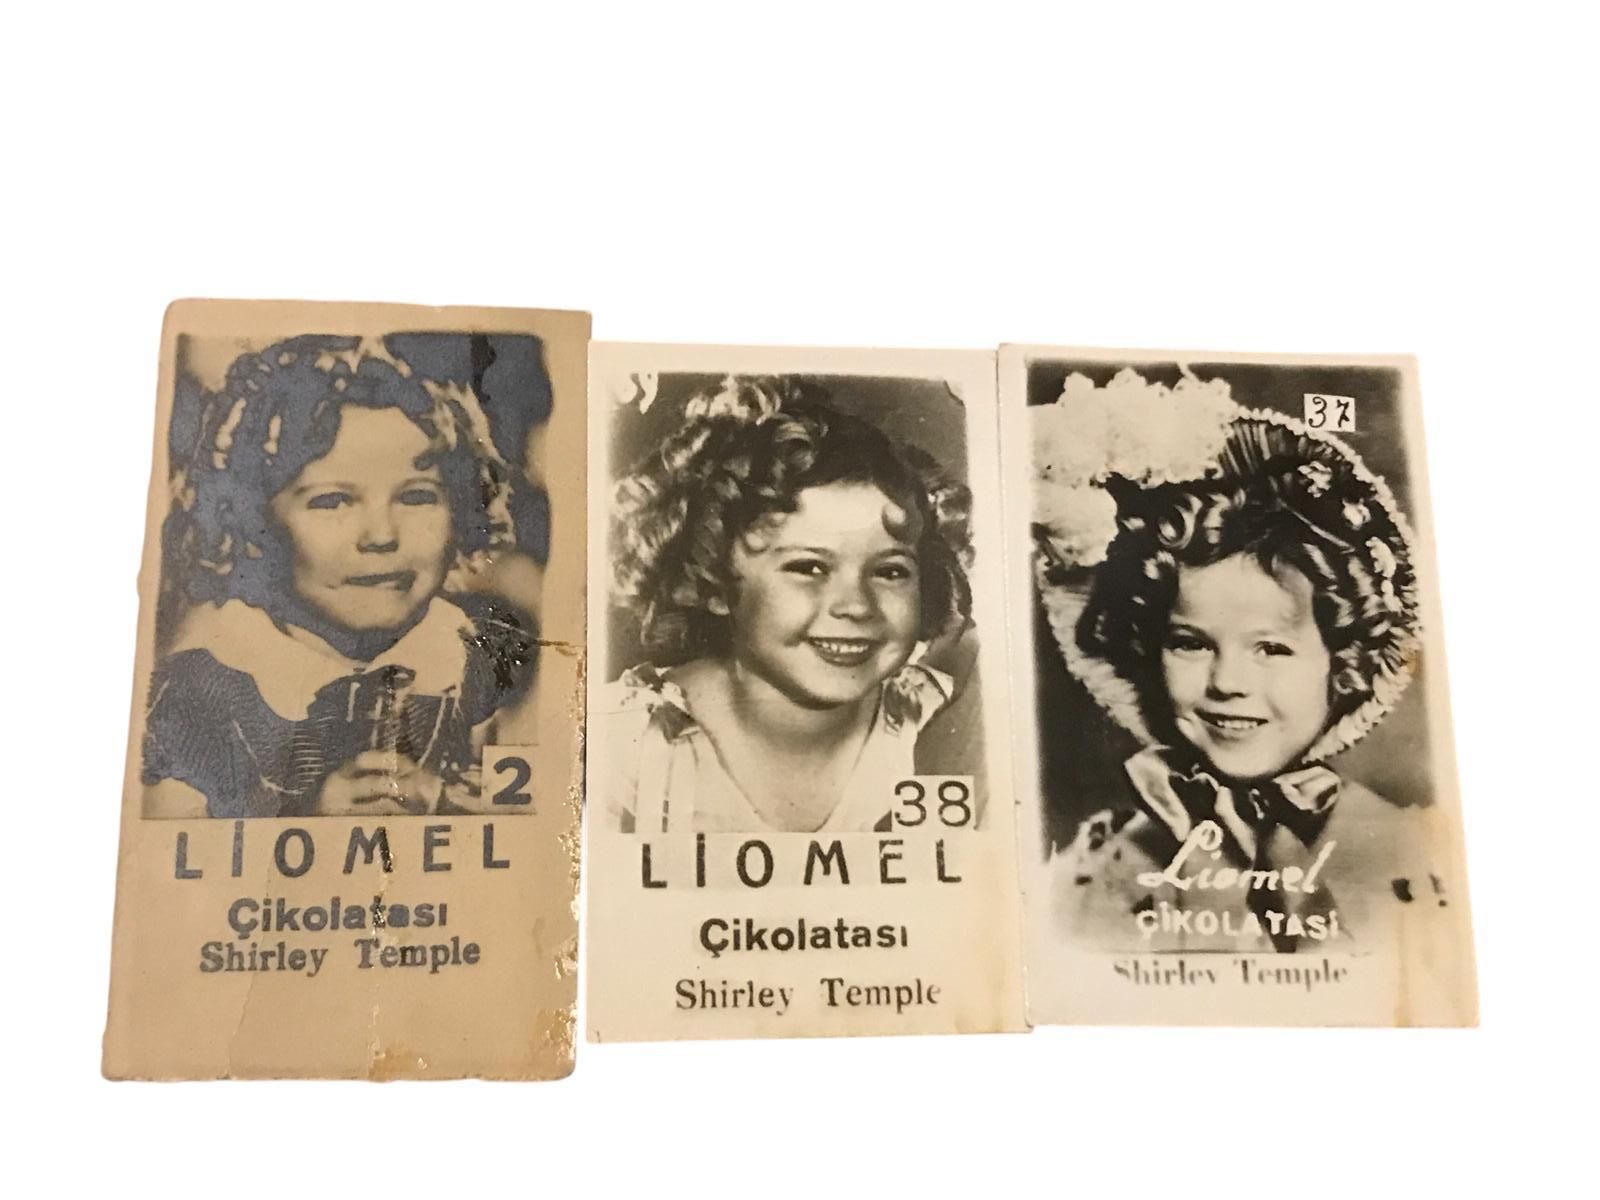 2
LİOMEL
Çikolatası
Shirley Temple
38
LİOMEL
Çikolatası
Shirley Temple
37
Liomel
ÇİKOLATASI
Shirley Temple